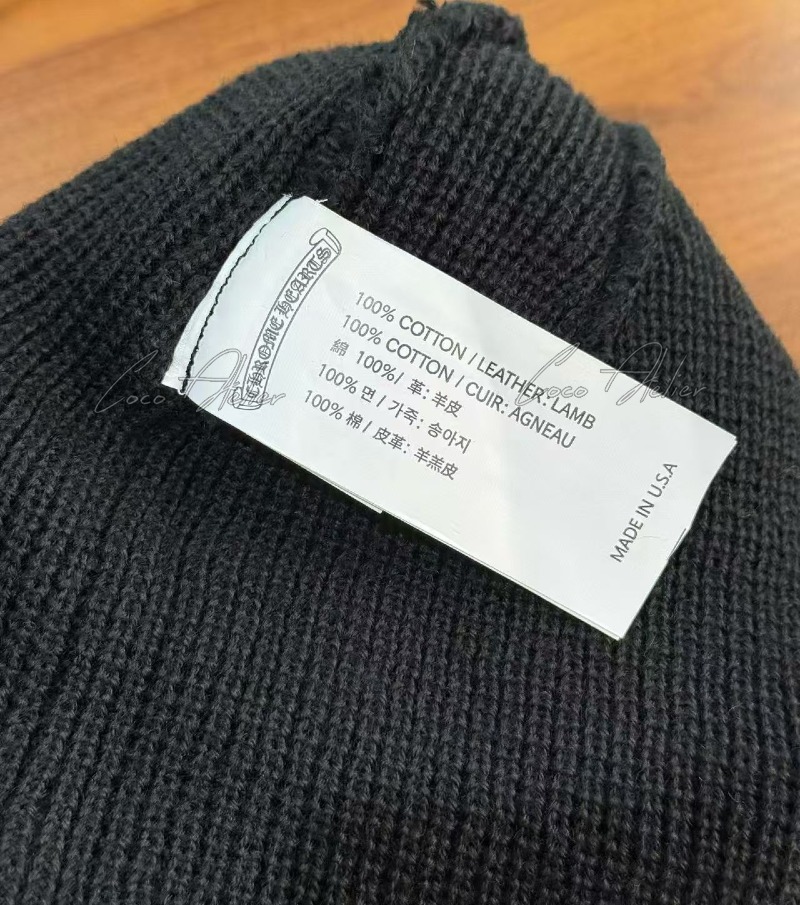 CHROME HEARTS
100% COTTON / LEATHER: LAMB
100% COTTON / CUIR: AGNEAU
綿 100% / 革: 羊皮
100% 면 / 가죽: 송아지
100% 棉 / 皮革: 羊羔皮
MADE IN U.S.A
Coco Atelier
Coco Atelier